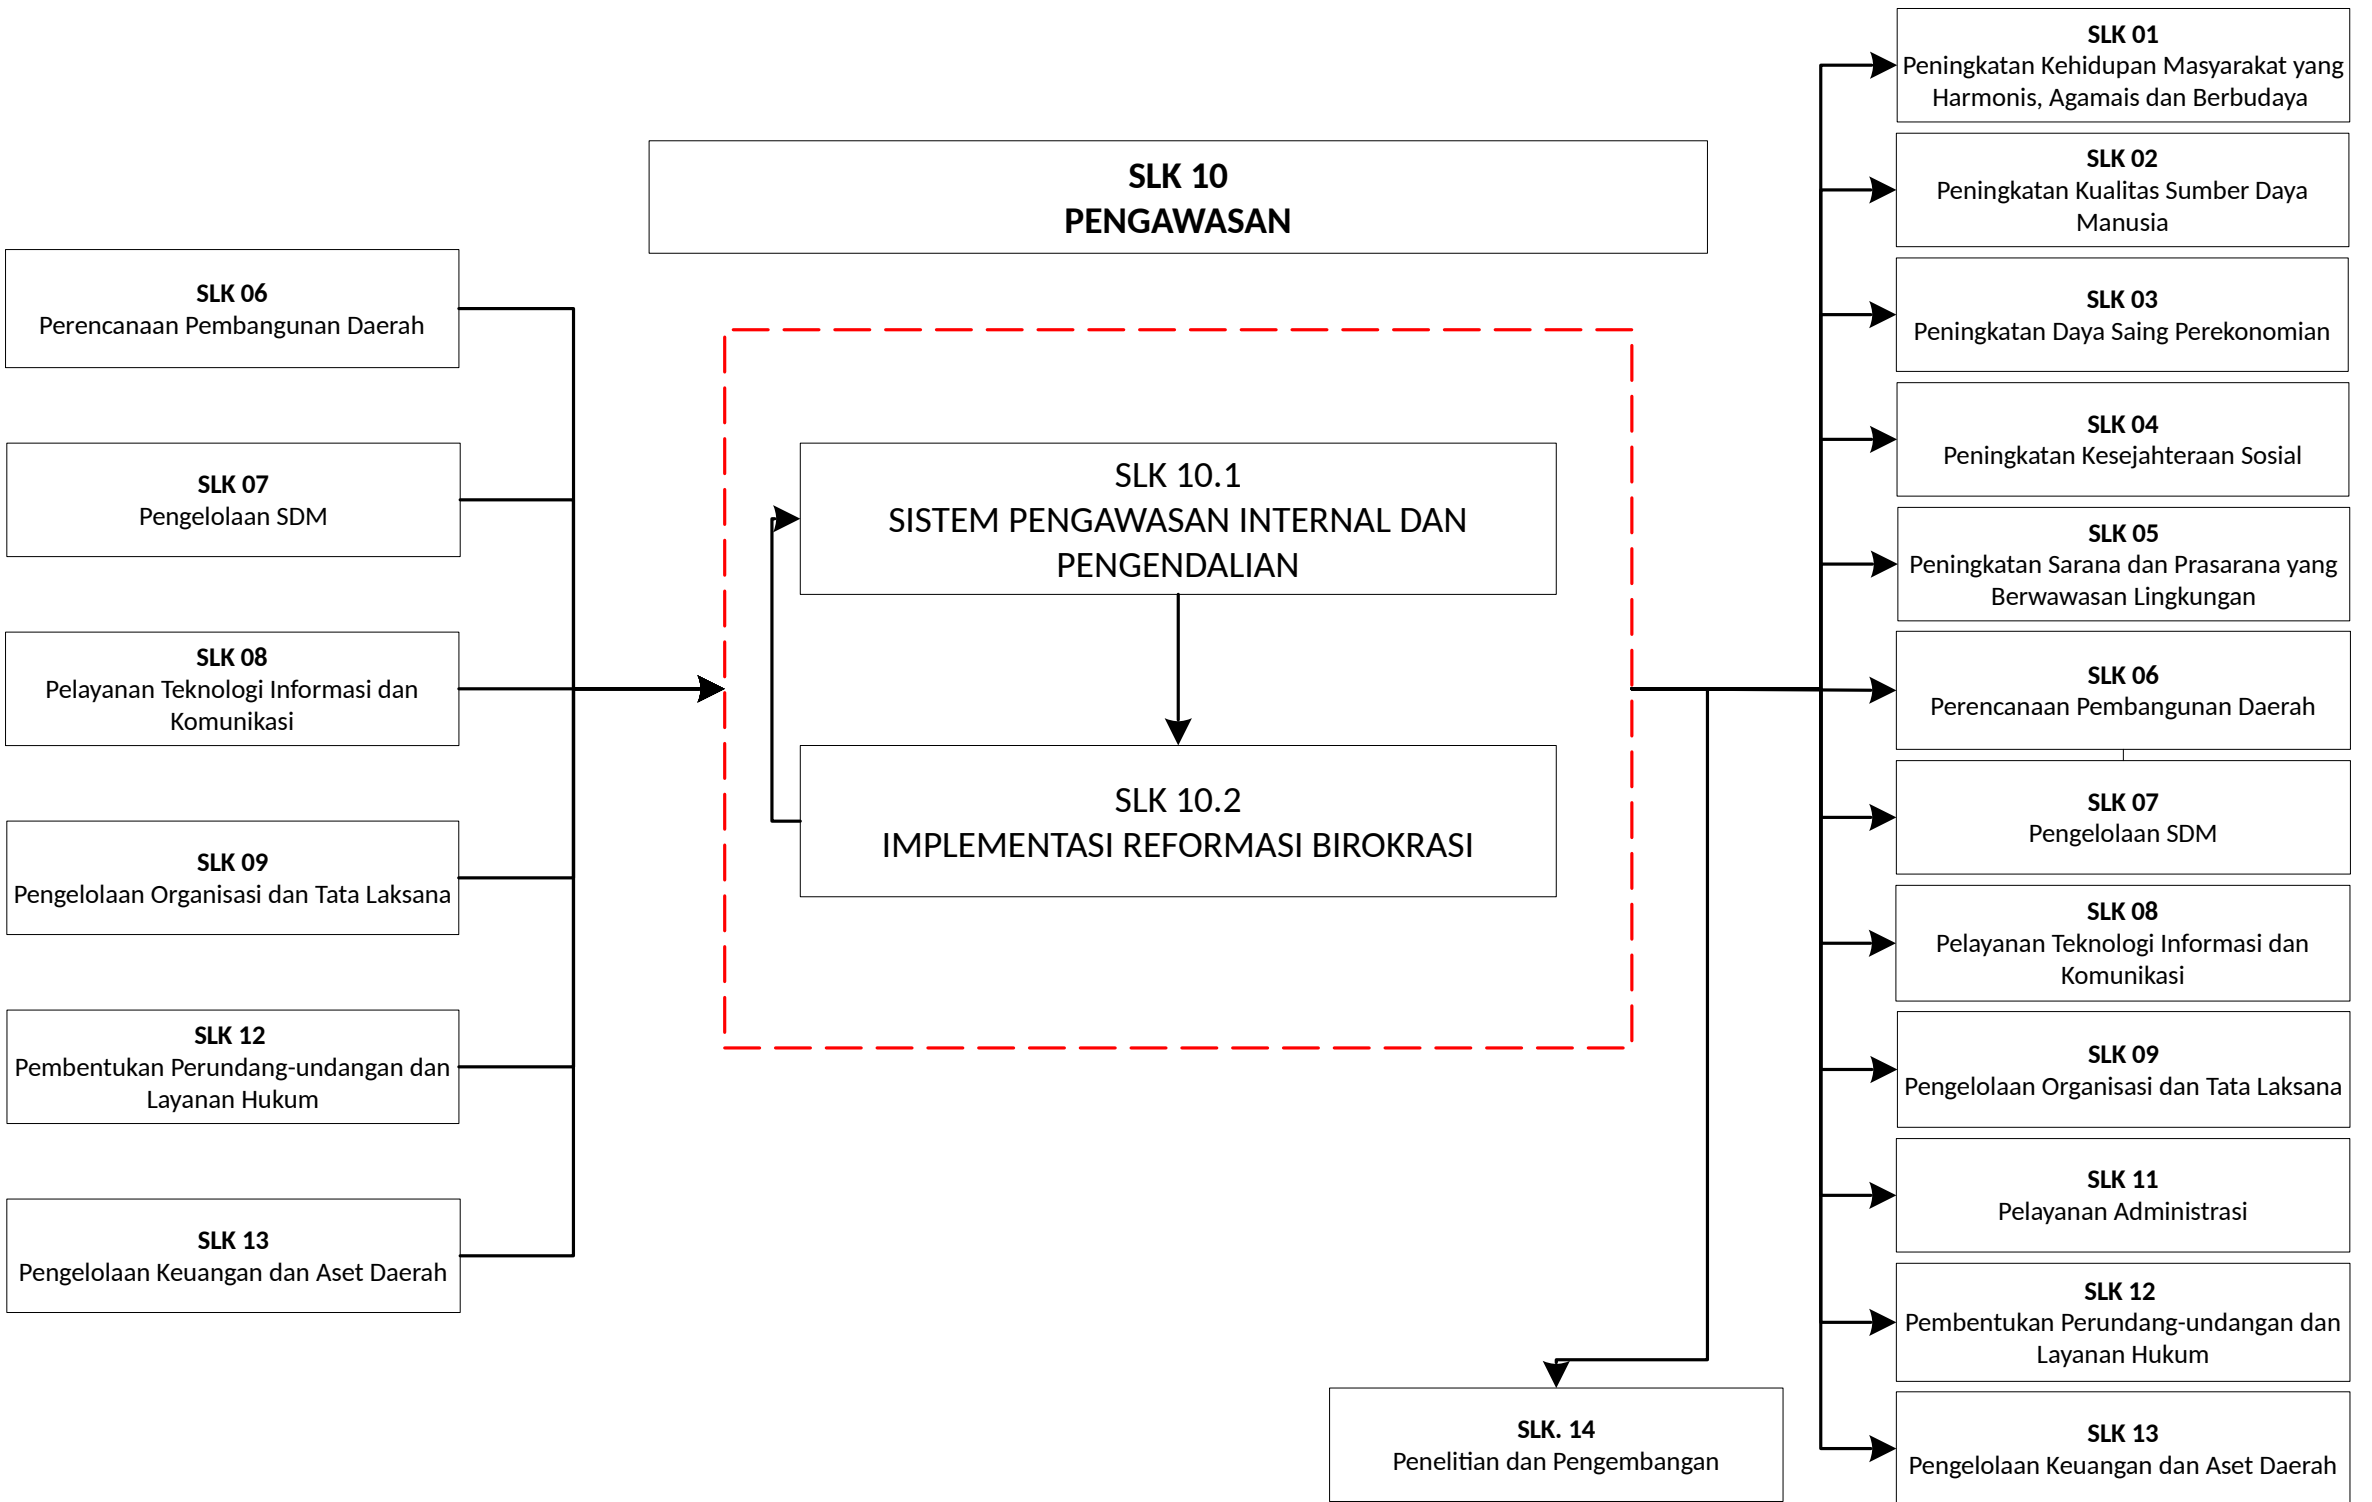 SLK 10
PENGAWASAN
SLK 06
Perencanaan Pembangunan Daerah
SLK 07
Pengelolaan SDM
SLK 08
Pelayanan Teknologi Informasi dan
Komunikasi
SLK 09
Pengelolaan Organisasi dan Tata Laksana
SLK 12
Pembentukan Perundang-undangan dan
Layanan Hukum
SLK 13
Pengelolaan Keuangan dan Aset Daerah
SLK 10.1
SISTEM PENGAWASAN INTERNAL DAN
PENGENDALIAN
SLK 10.2
IMPLEMENTASI REFORMASI BIROKRASI
SLK. 14
Penelitian dan Pengembangan
SLK 01
Peningkatan Kehidupan Masyarakat yang
Harmonis, Agamais dan Berbudaya
SLK 02
Peningkatan Kualitas Sumber Daya
Manusia
SLK 03
Peningkatan Daya Saing Perekonomian
SLK 04
Peningkatan Kesejahteraan Sosial
SLK 05
Peningkatan Sarana dan Prasarana yang
Berwawasan Lingkungan
SLK 06
Perencanaan Pembangunan Daerah
SLK 07
Pengelolaan SDM
SLK 08
Pelayanan Teknologi Informasi dan
Komunikasi
SLK 09
Pengelolaan Organisasi dan Tata Laksana
SLK 11
Pelayanan Administrasi
SLK 12
Pembentukan Perundang-undangan dan
Layanan Hukum
SLK 13
Pengelolaan Keuangan dan Aset Daerah